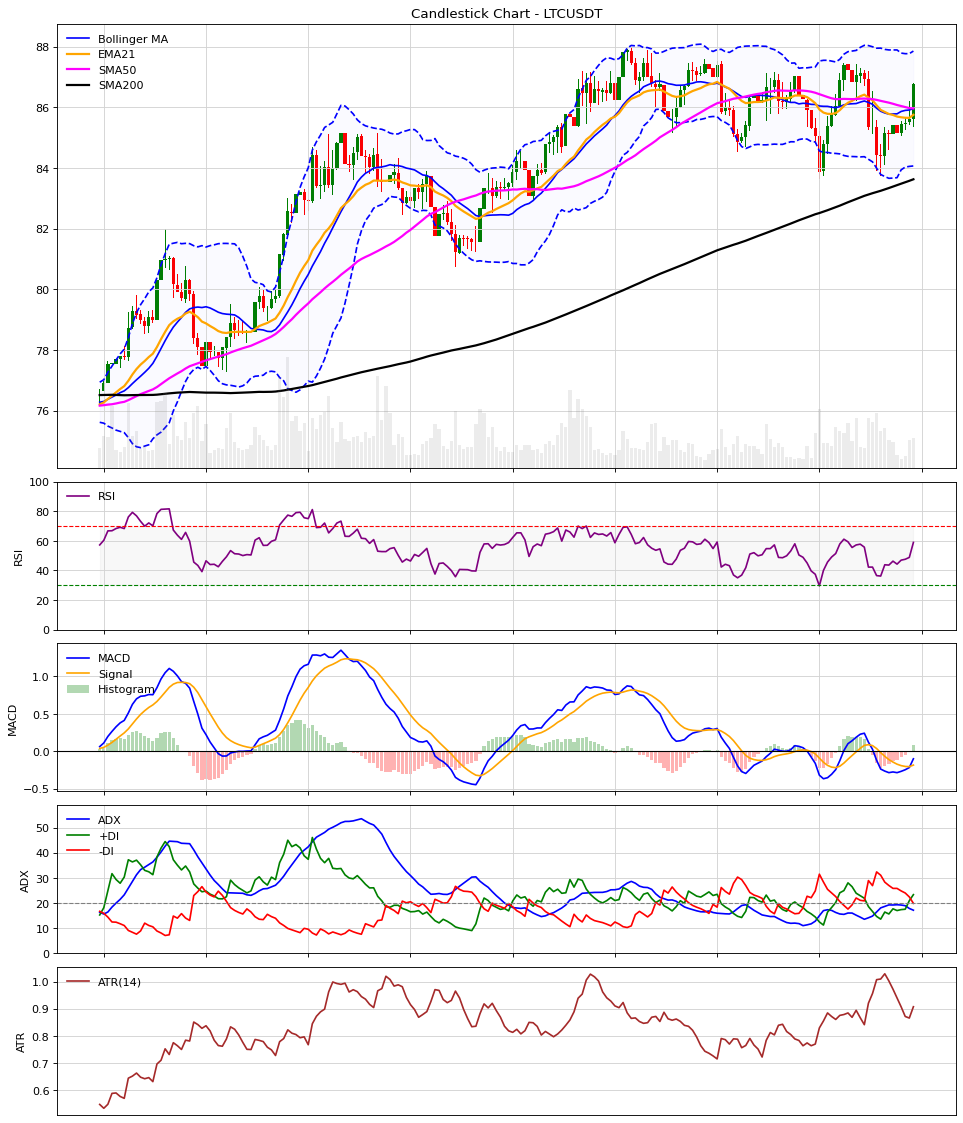 Candlestick Chart - LTCUSDT
Bollinger MA
EMA21
SMA50
SMA200
88
86
84
82
80
78
76
RSI
RSI
100
80
60
40
20
0
MACD
Signal
Histogram
MACD
1.0
0.5
0.0
−0.5
ADX
+DI
-DI
ADX
50
40
30
20
10
0
ATR(14)
ATR
1.0
0.9
0.8
0.7
0.6